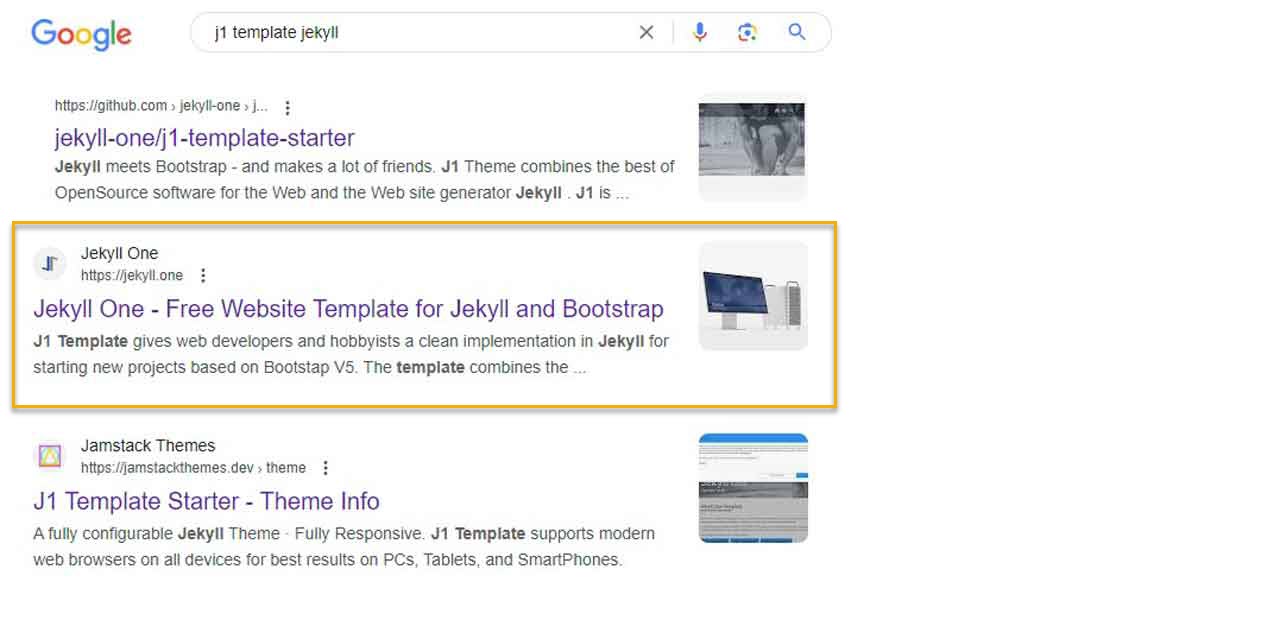 Google
j1 template jekyll
https://github.com › jekyll-one › j...
jekyll-one/j1-template-starter
Jekyll meets Bootstrap - and makes a lot of friends. J1 Theme combines the best of
OpenSource software for the Web and the Web site generator Jekyll . J1 is ...
Jekyll One
https://jekyll.one
Jekyll One - Free Website Template for Jekyll and Bootstrap
J1 Template gives web developers and hobbyists a clean implementation in Jekyll for
starting new projects based on Bootstap V5. The template combines the ...
Jamstack Themes
https://jamstackthemes.dev › theme
J1 Template Starter - Theme Info
A fully configurable Jekyll Theme · Fully Responsive. J1 Template supports modern
web browsers on all devices for best results on PCs, Tablets, and SmartPhones.